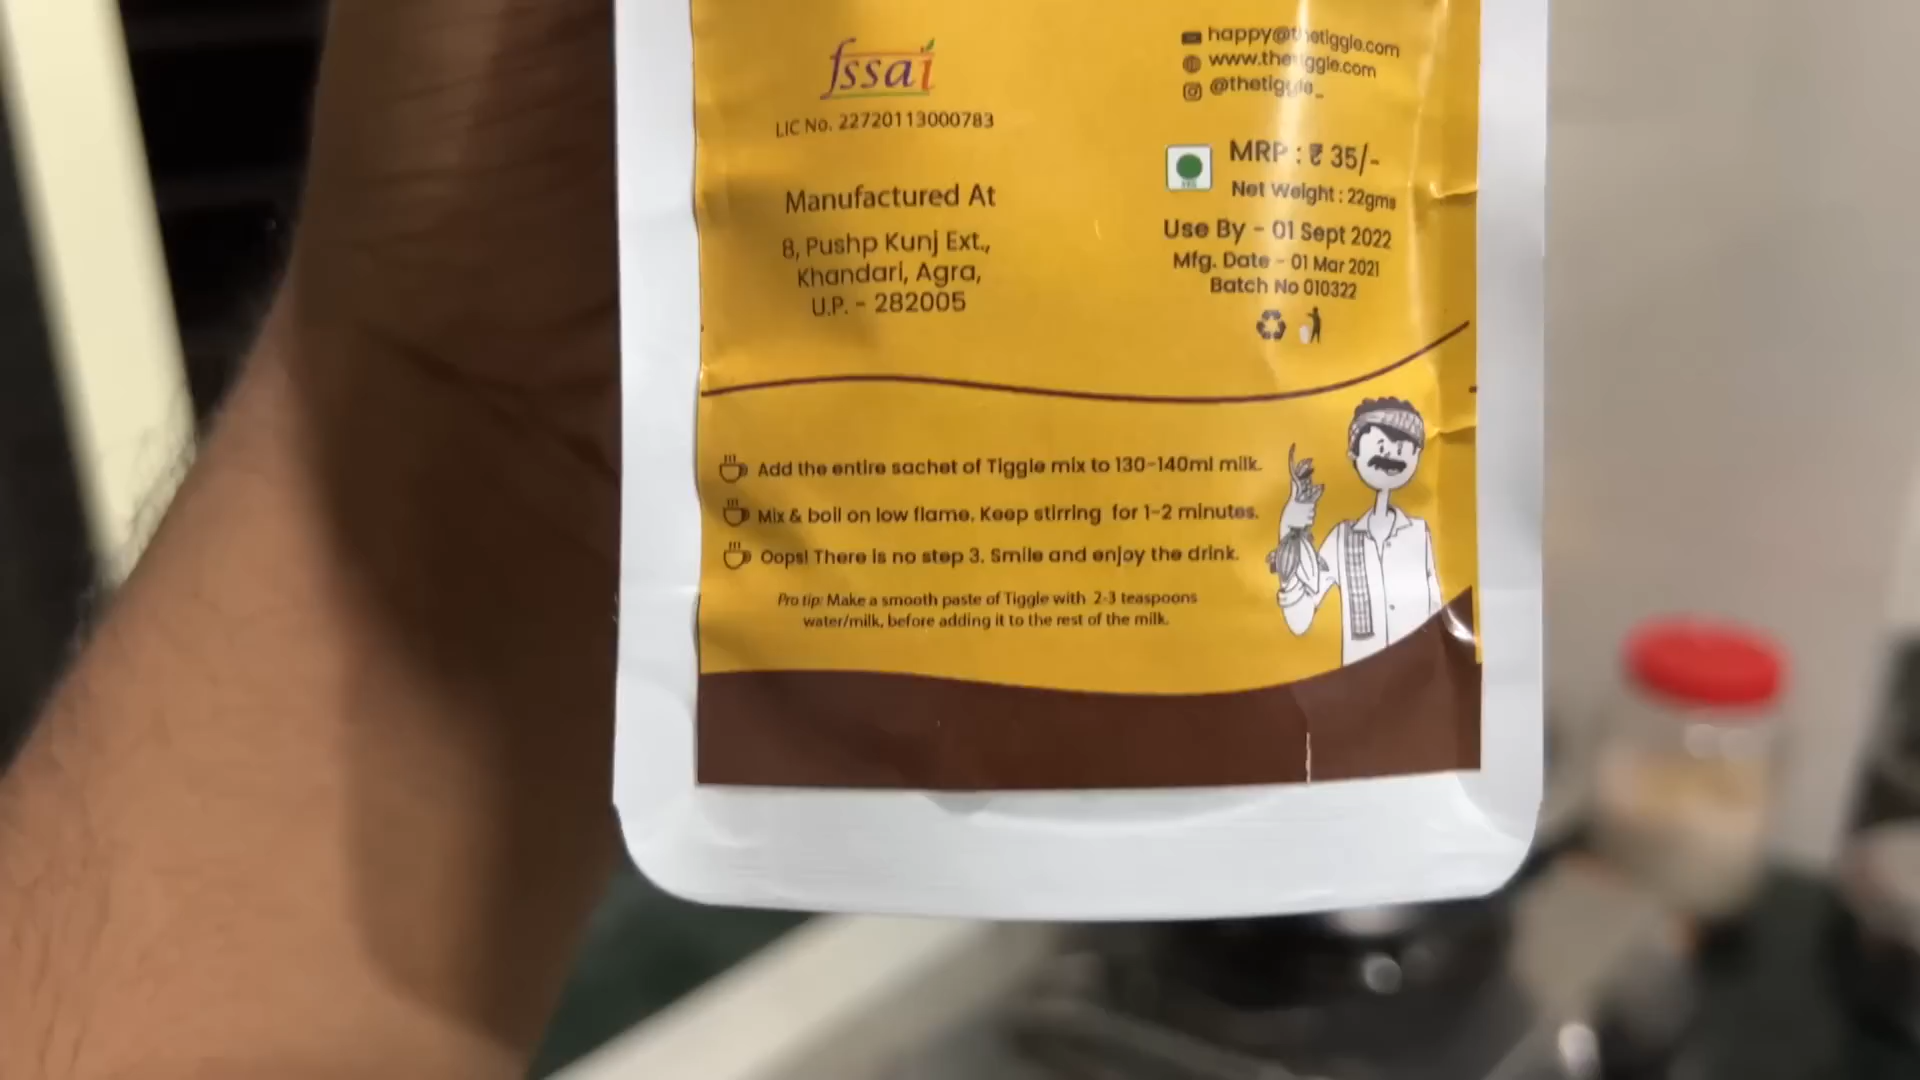 fssai
LIC No. 22720113000783
Manufactured At
8, Pushp Kunj Ext.,
Khandari, Agra,
U.P. - 282005
happy@thetiggle.com
www.thetiggle.com
@thetiggle_
MRP : ₹ 35/-
Net Weight : 22gms
Use By - 01 Sept 2022
Mfg. Date - 01 Mar 2021
Batch No 010322
Add the entire sachet of Tiggle mix to 130-140ml milk.
Mix & boil on low flame. Keep stirring for 1-2 minutes.
Oops! There is no step 3. Smile and enjoy the drink.
Pro tip: Make a smooth paste of Tiggle with 2-3 teaspoons
water/milk, before adding it to the rest of the milk.